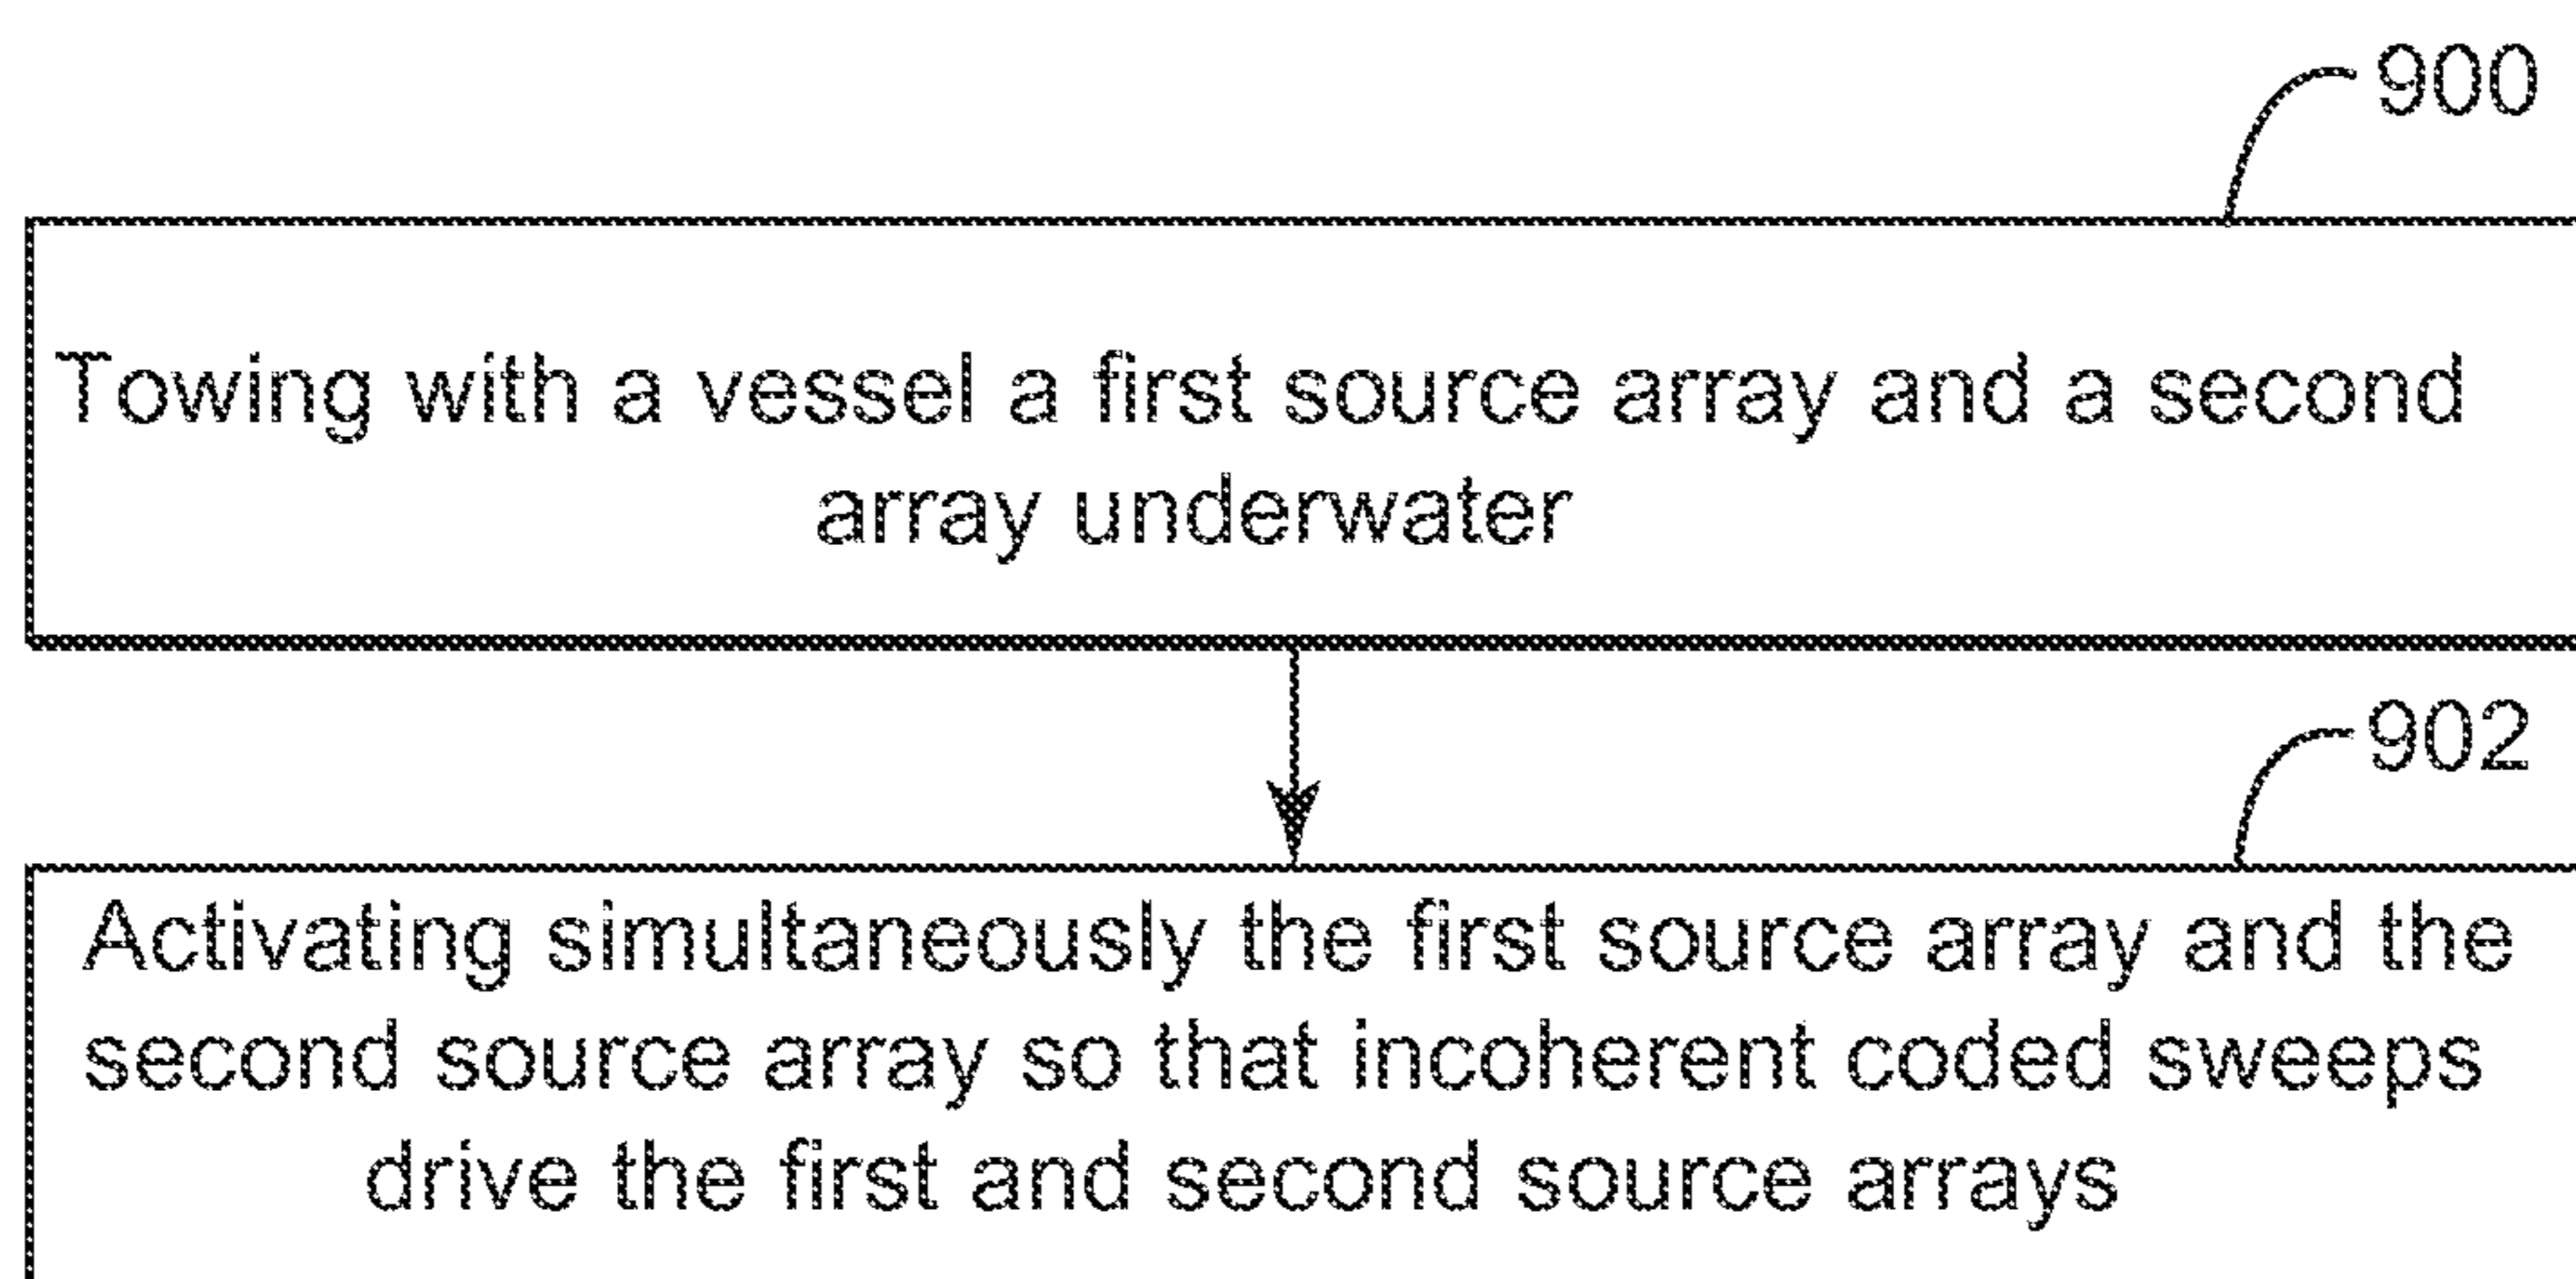 900
Towing with a vessel a first source array and a second
array underwater
902
Activating simultaneously the first source array and the
second source array so that incoherent coded sweeps
drive the first and second source arrays